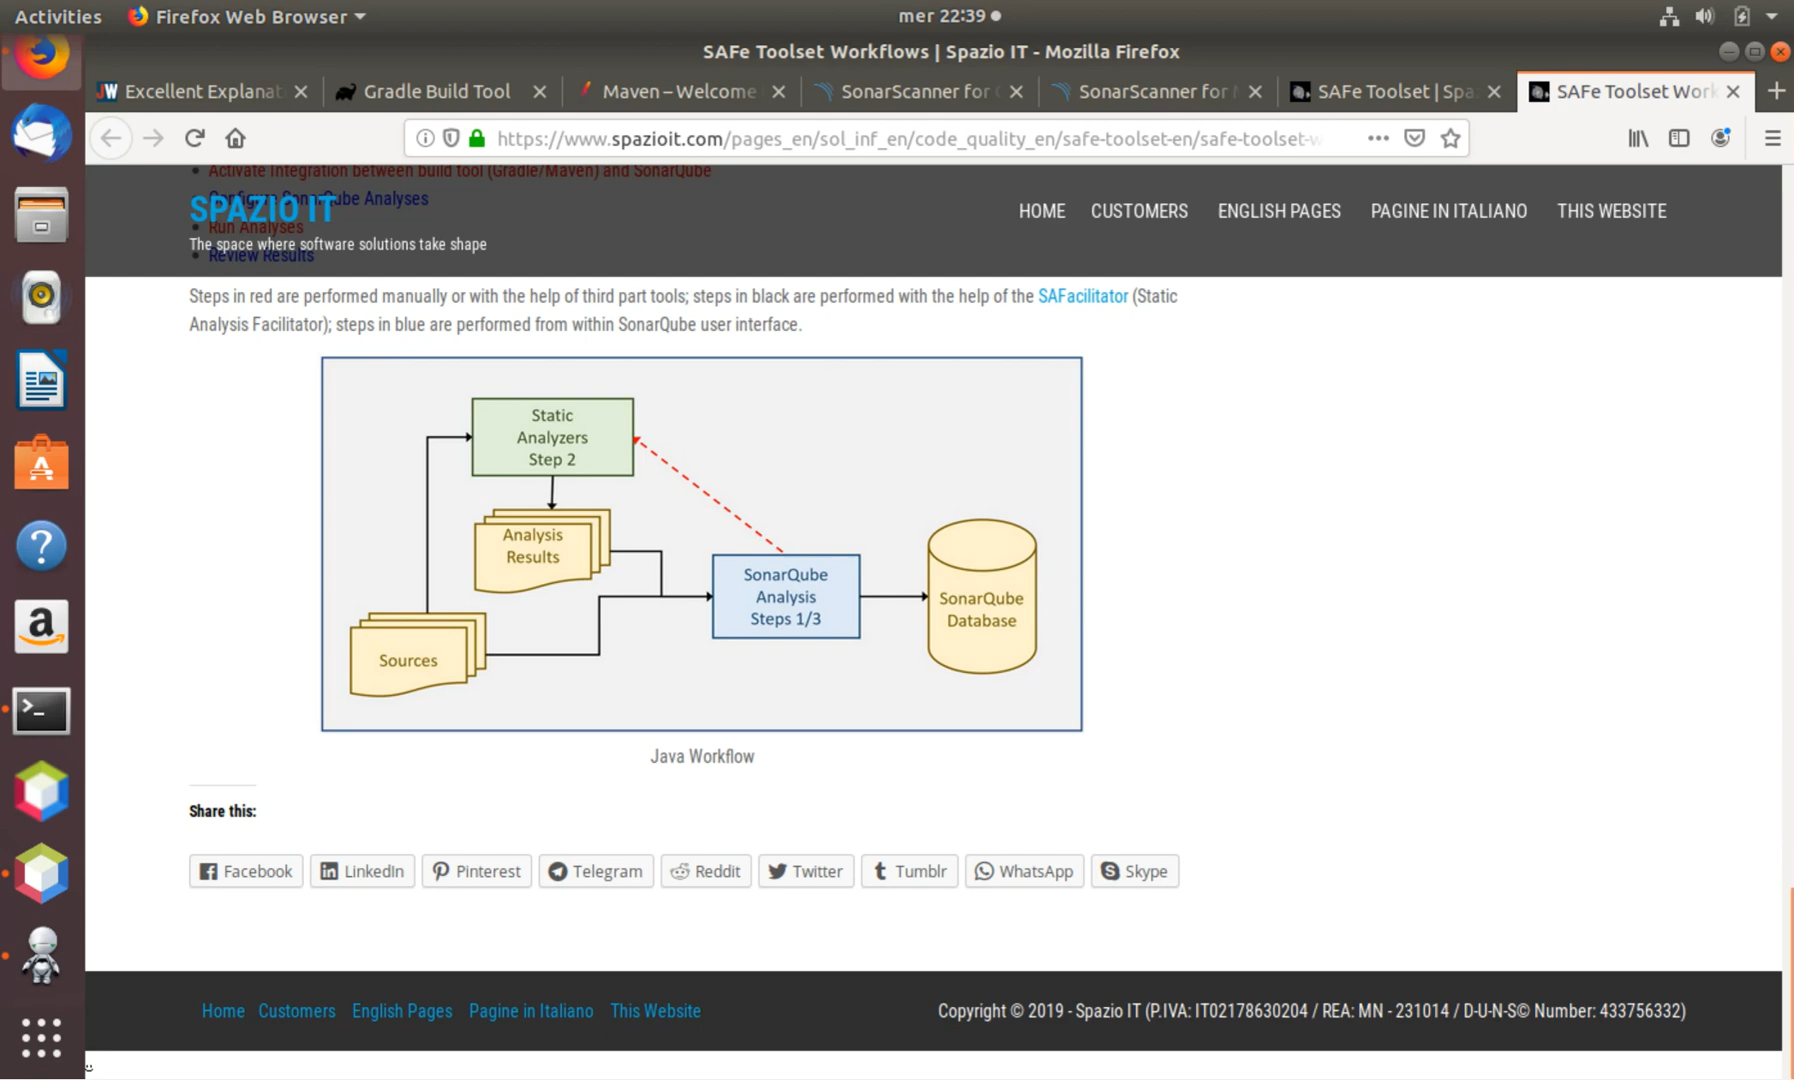 Activities Firefox Web Browser mer 22:39
SAFe Toolset Workflows | Spazio IT - Mozilla Firefox
JW Excellent Explanat Gradle Build Tool Maven – Welcome SonarScanner for SonarScanner for SAFe Toolset | Spa SAFe Toolset Work
https://www.spazioit.com/pages_en/sol_inf_en/code_quality_en/safe-toolset-en/safe-toolset-w
Activate Integration between build tool (Gradle/Maven) and SonarQube
Configure SonarQube Analyses
SPAZIO IT
HOME CUSTOMERS ENGLISH PAGES PAGINE IN ITALIANO THIS WEBSITE
Run Analyses
The space where software solutions take shape
Review Results
Steps in red are performed manually or with the help of third part tools; steps in black are performed with the help of the SAFacilitator (Static
Analysis Facilitator); steps in blue are performed from within SonarQube user interface.
Static
Analyzers
Step 2
Analysis
Results
SonarQube
Analysis
Steps 1/3
SonarQube
Database
Sources
Java Workflow
Share this:
Facebook LinkedIn Pinterest Telegram Reddit Twitter Tumblr WhatsApp Skype
Home Customers English Pages Pagine in Italiano This Website
Copyright © 2019 - Spazio IT (P.IVA: IT02178630204 / REA: MN - 231014 / D-U-N-S© Number: 433756332)